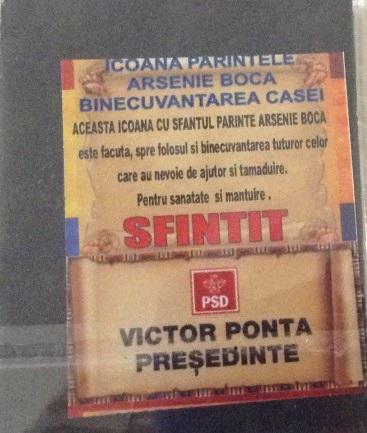 ICOANA PARINTELE
ARSENIE BOCA
BINECUVANTAREA CASEI
ACEASTA ICOANA CU SFANTUL PARINTE ARSENIE BOCA
este facuta, spre folosul si binecuvantarea tuturor celor
care au nevoie de ajutor si tamaduire.
Pentru sanatate si mantuire .
SFINTIT
PSD
VICTOR PONTA
PREȘEDINTE